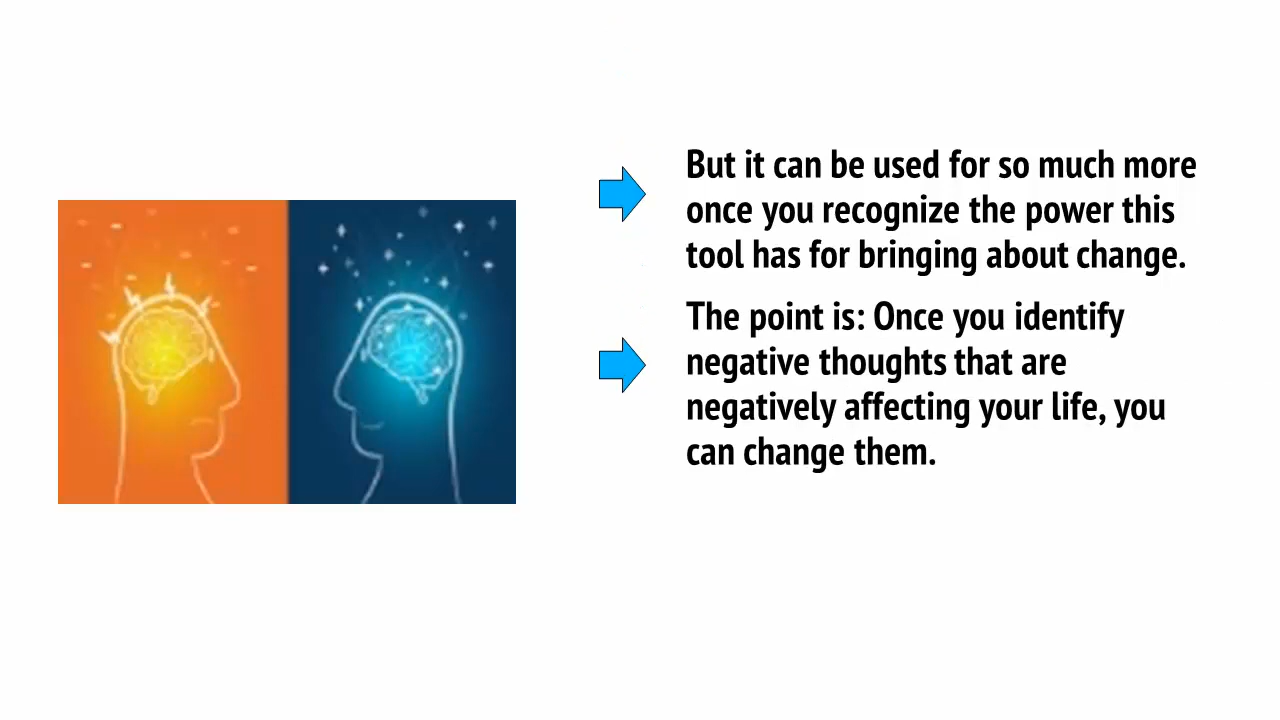 But it can be used for so much more
once you recognize the power this
tool has for bringing about change.
The point is: Once you identify
negative thoughts that are
negatively affecting your life, you
can change them.